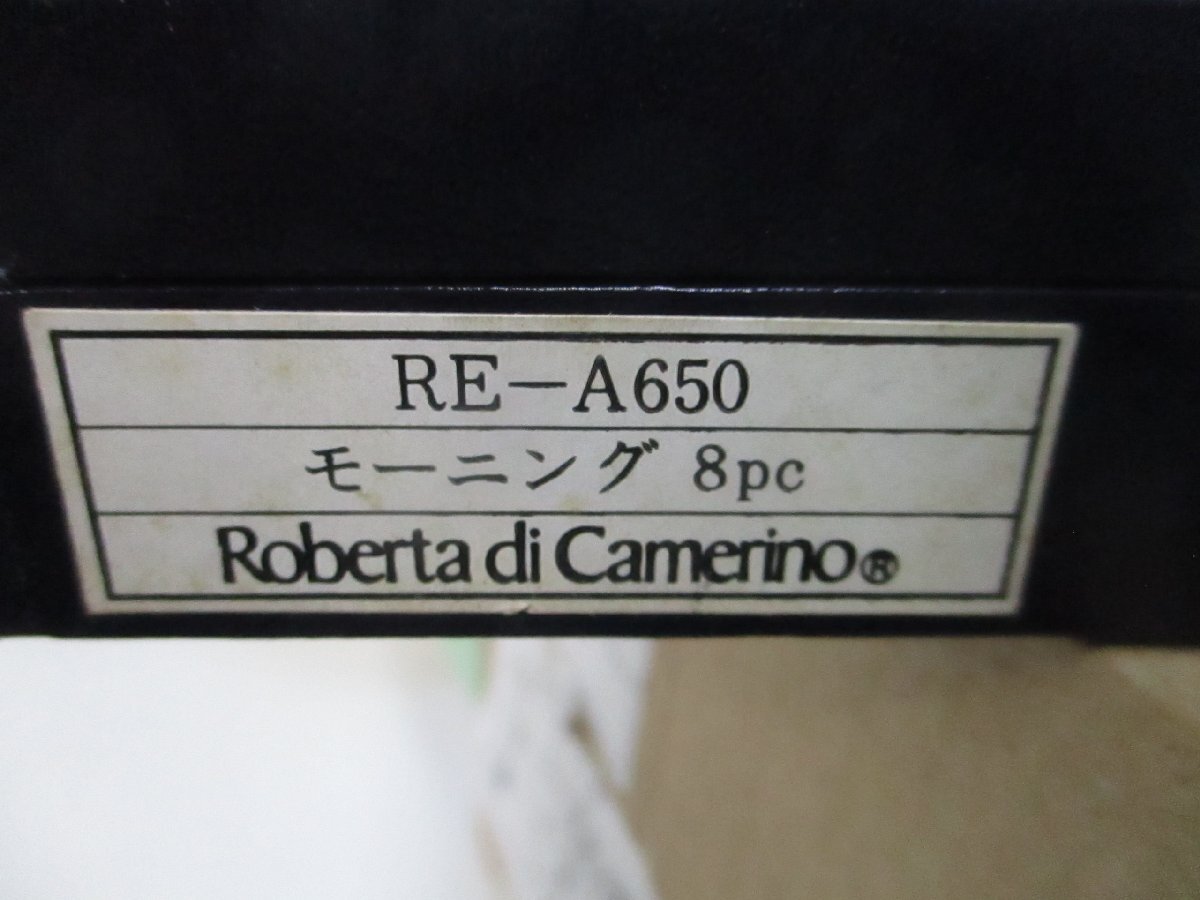 RE－A650
モーニング 8pc
Roberta di Camerino®